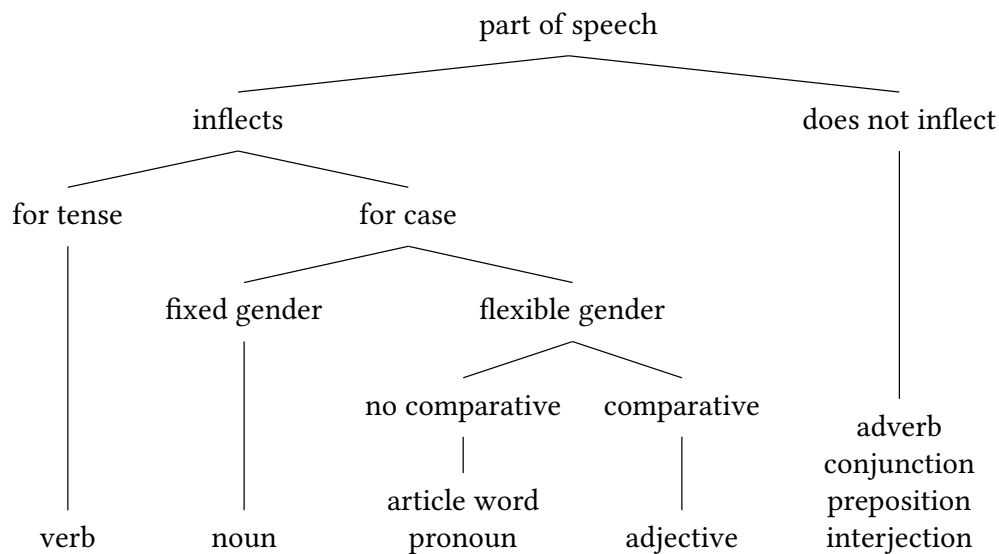 part of speech
inflects
does not inflect
for tense
for case
fixed gender
flexible gender
no comparative
comparative
verb
noun
article word
pronoun
adjective
adverb
conjunction
preposition
interjection